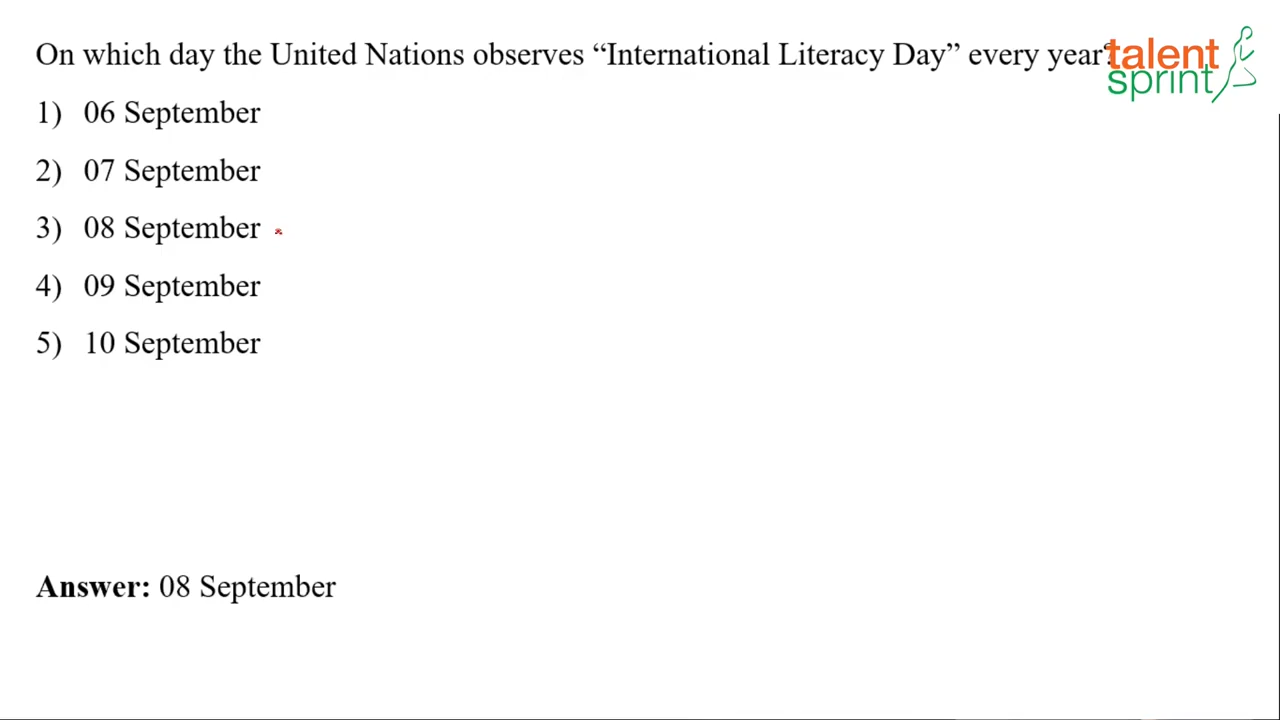 On which day the United Nations observes “International Literacy Day” every year?
talent
sprint
1) 06 September
2) 07 September
3) 08 September
4) 09 September
5) 10 September
Answer: 08 September